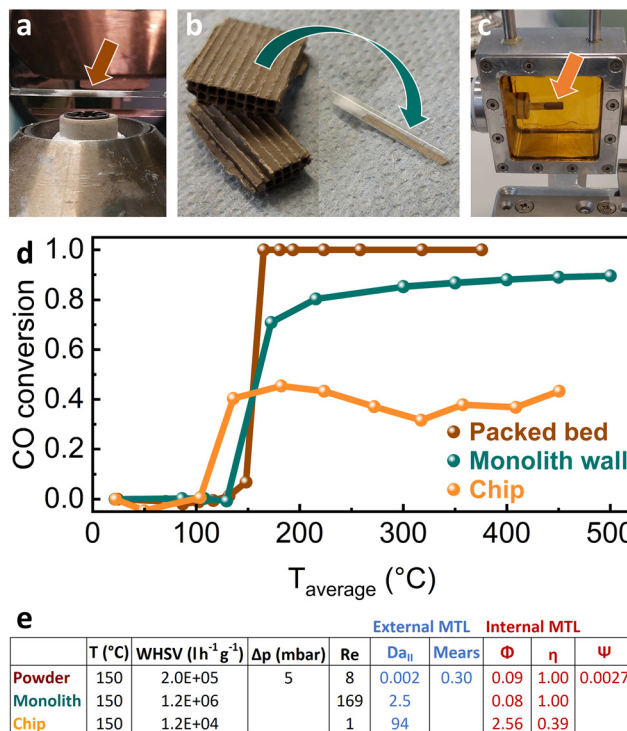 a
b
c
d
1.0
0.8
0.6
0.4
0.2
0.0
CO conversion
Packed bed
Monolith wall
Chip
100 200 300 400 500
T average (°C)
e
External MTL Internal MTL
T (°C) WHSV (l h⁻¹ g⁻¹) Δp (mbar) Re Da_II Mears Φ η Ψ
Powder 150 2.0E+05 5 8 0.002 0.30 0.09 1.00 0.0027
Monolith 150 1.2E+06 169 2.5 0.08 1.00
Chip 150 1.2E+04 1 94 2.56 0.39